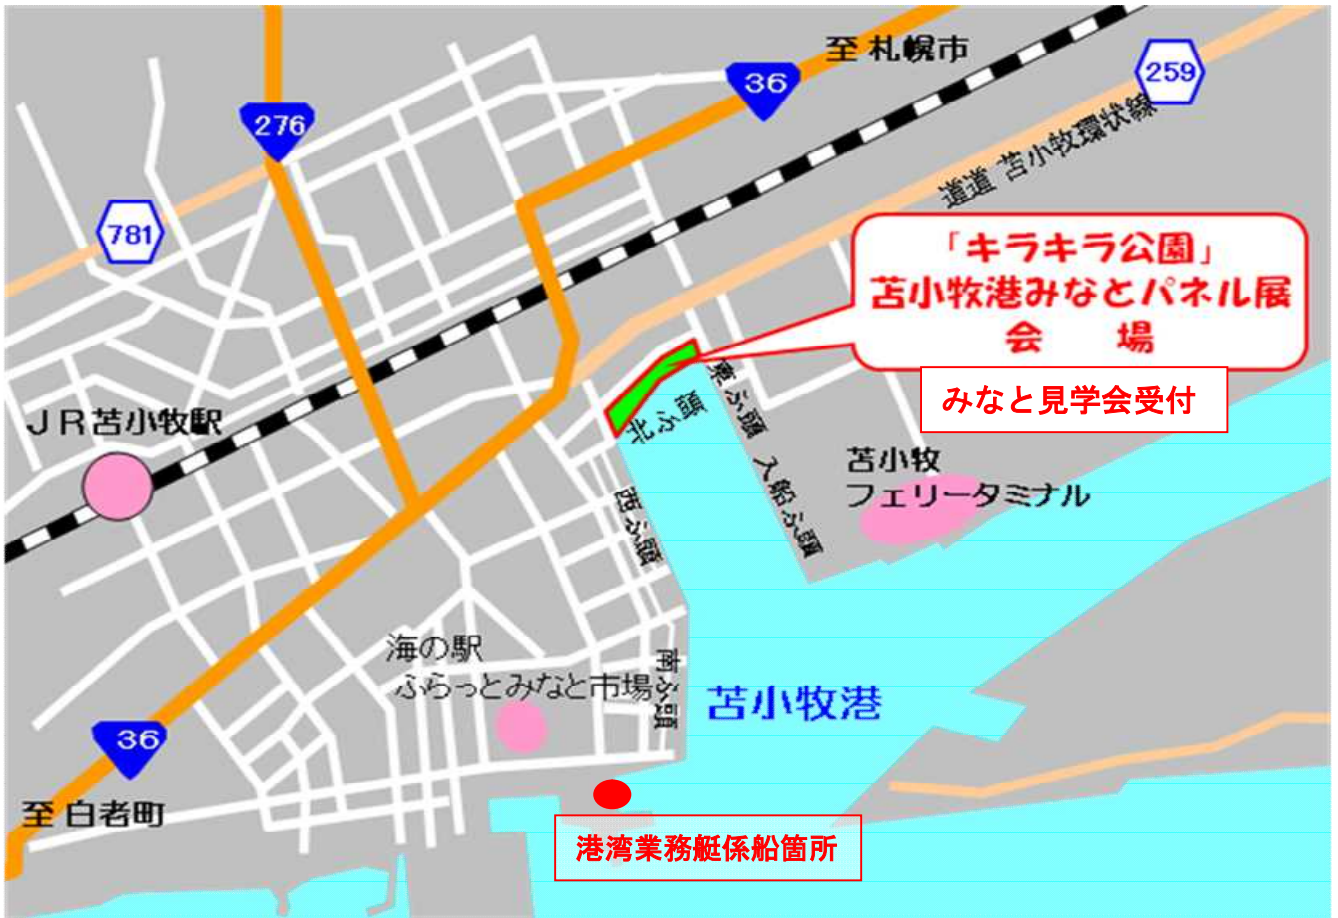 至 札幌市
36
259
276
道道 苫小牧環状線
781
「キラキラ公園」
苫小牧港みなとパネル展
会　　場
みなと見学会受付
JR苫小牧駅
北ふ頭
東ふ頭
入船ふ頭
西ふ頭
苫小牧
フェリータミナル
海の駅
ふらっとみなと市場
南ふ頭
苫小牧港
36
至 白老町
港湾業務艇係船箇所